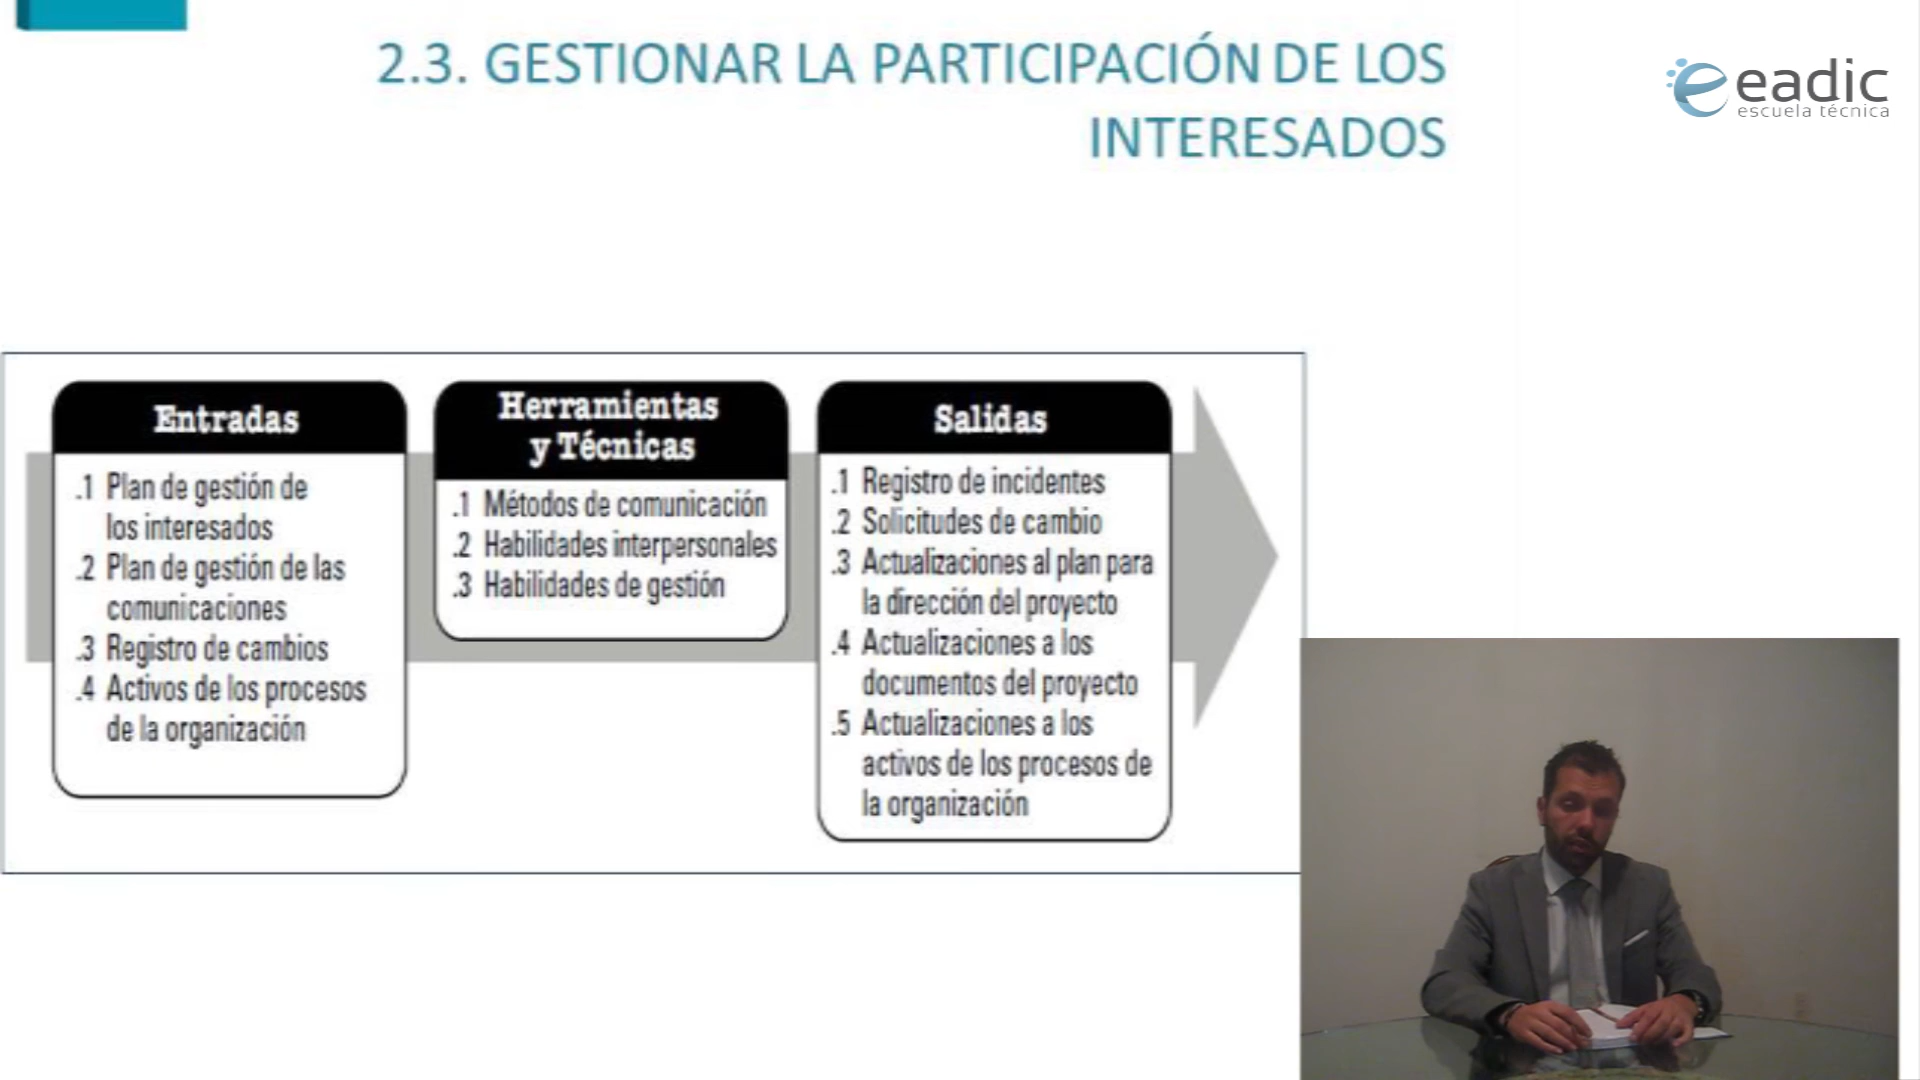 2.3. GESTIONAR LA PARTICIPACIÓN DE LOS
INTERESADOS
eadic
escuela técnica
Entradas
.1 Plan de gestión de
los interesados
.2 Plan de gestión de las
comunicaciones
.3 Registro de cambios
.4 Activos de los procesos
de la organización
Herramientas
y Técnicas
.1 Métodos de comunicación
.2 Habilidades interpersonales
.3 Habilidades de gestión
Salidas
.1 Registro de incidentes
.2 Solicitudes de cambio
.3 Actualizaciones al plan para
la dirección del proyecto
.4 Actualizaciones a los
documentos del proyecto
.5 Actualizaciones a los
activos de los procesos de
la organización